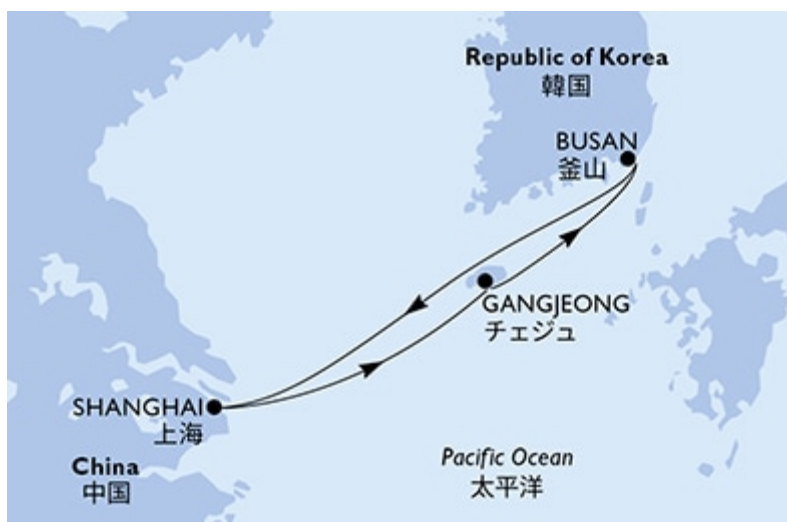 Republic of Korea
韓国
BUSAN
釜山
GANGJEONG
チェジュ
SHANGHAI
上海
China
中国
Pacific Ocean
太平洋